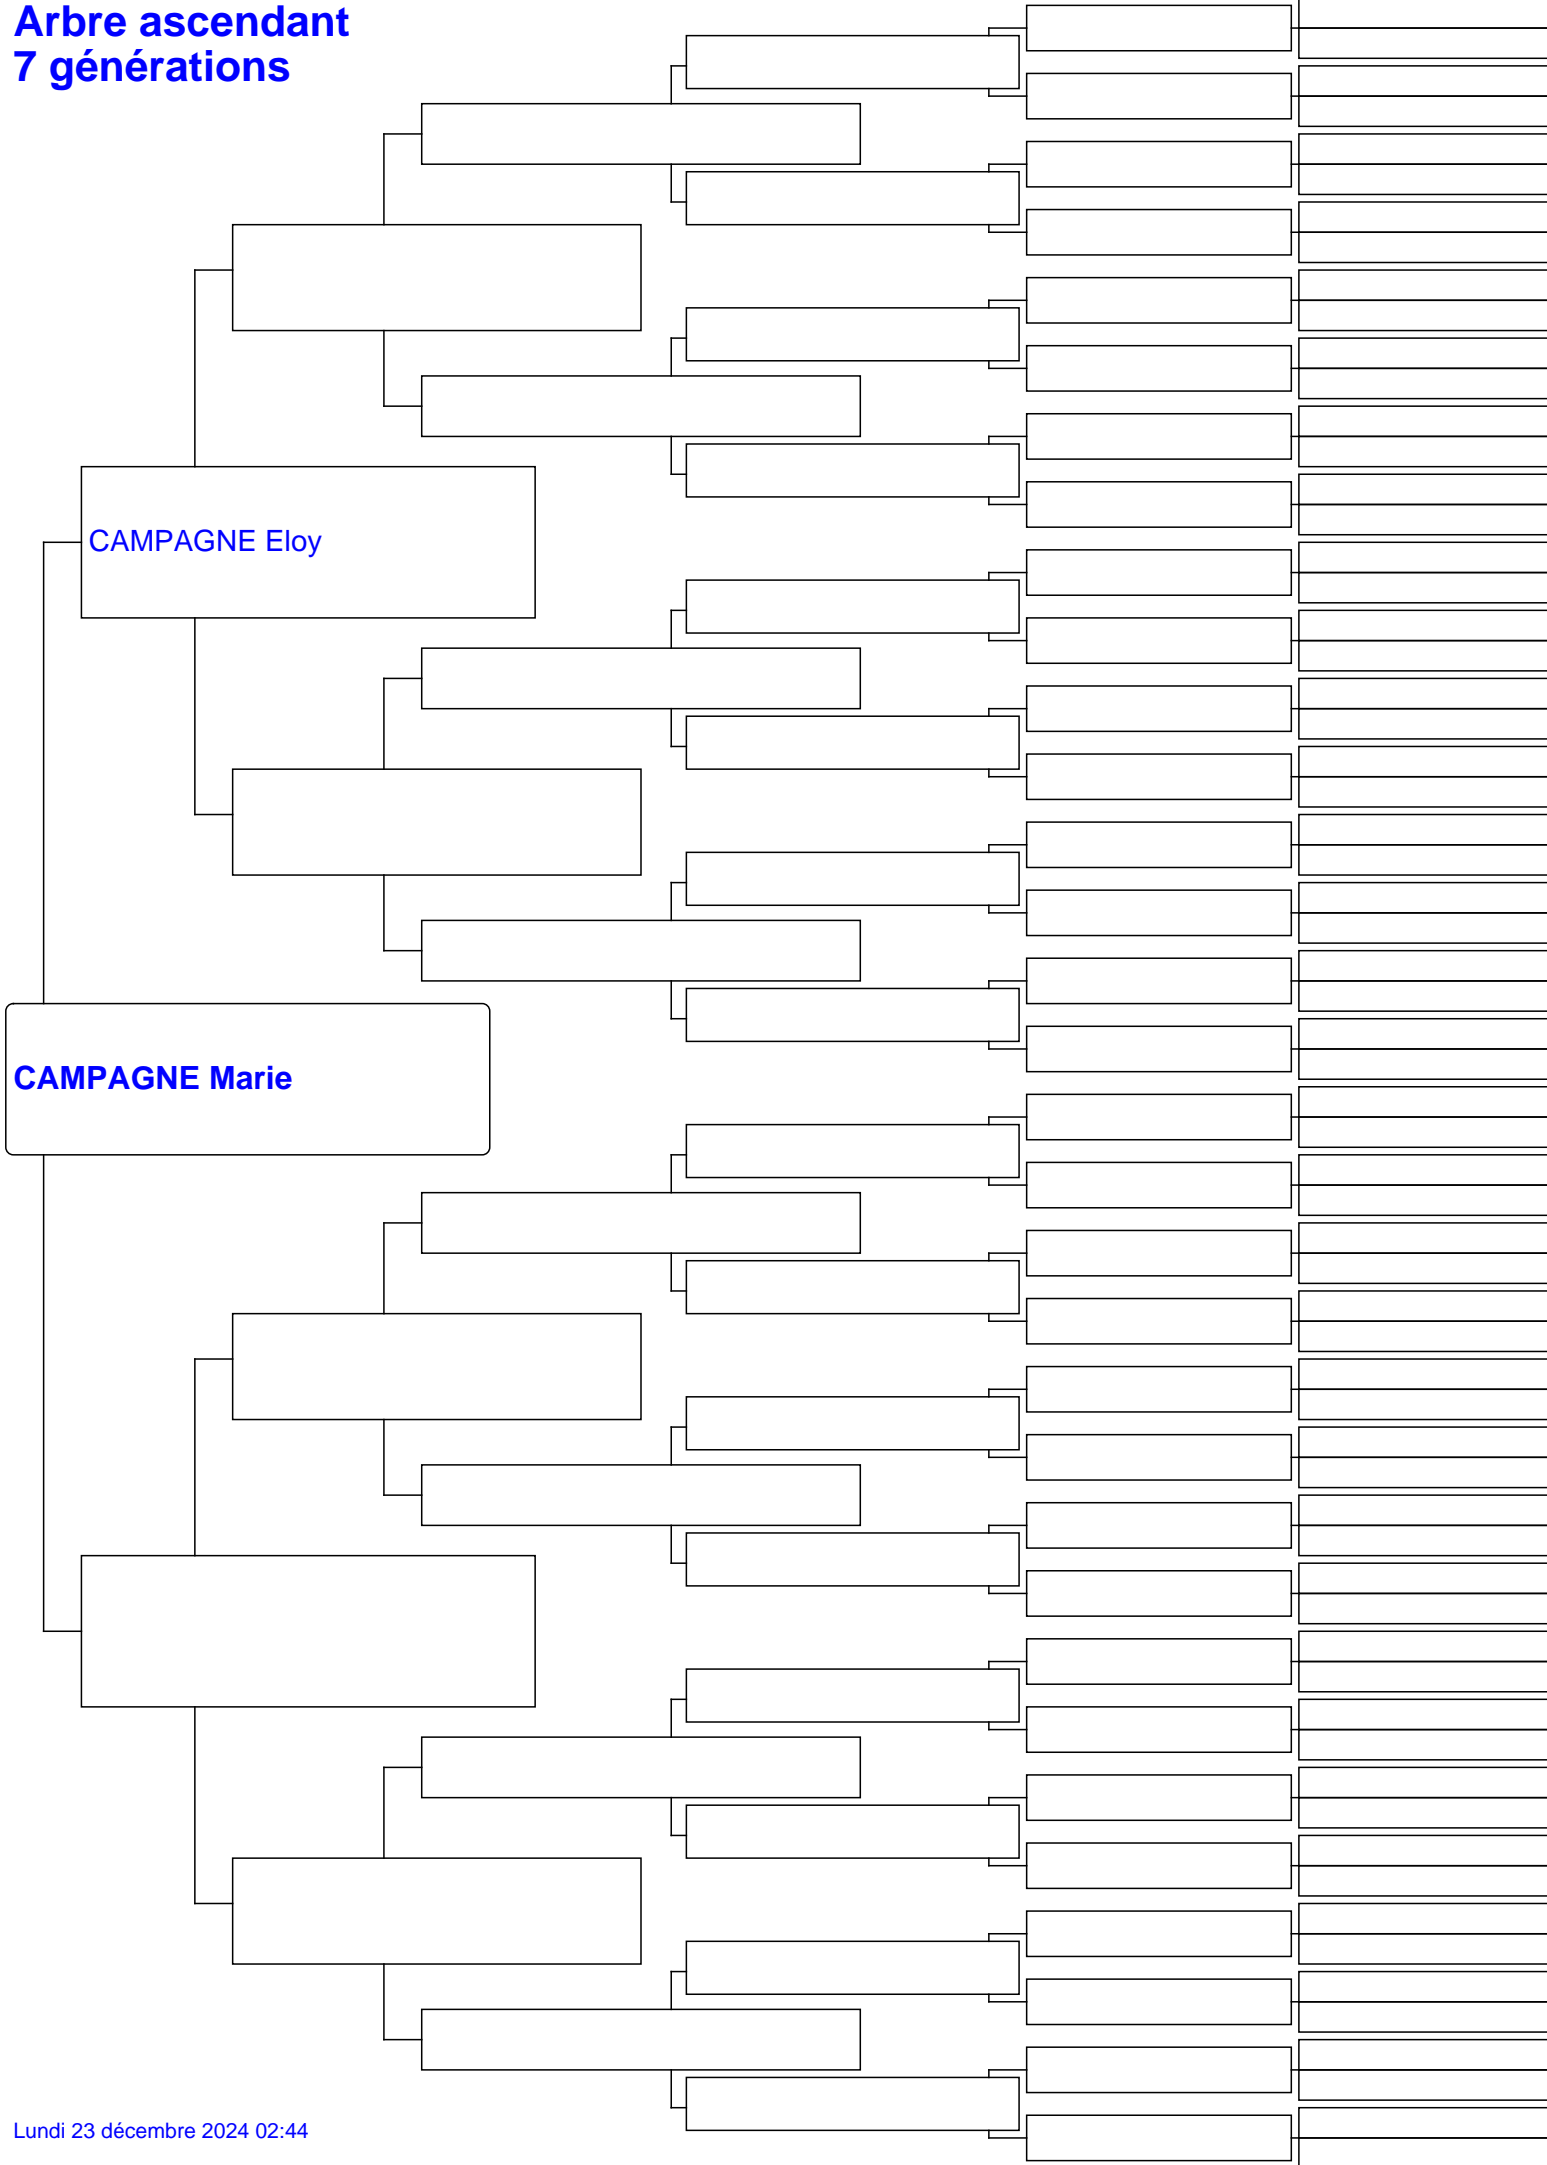 Arbre ascendant
7 générations
CAMPAGNE Eloy
CAMPAGNE Marie
Lundi 23 décembre 2024 02:44